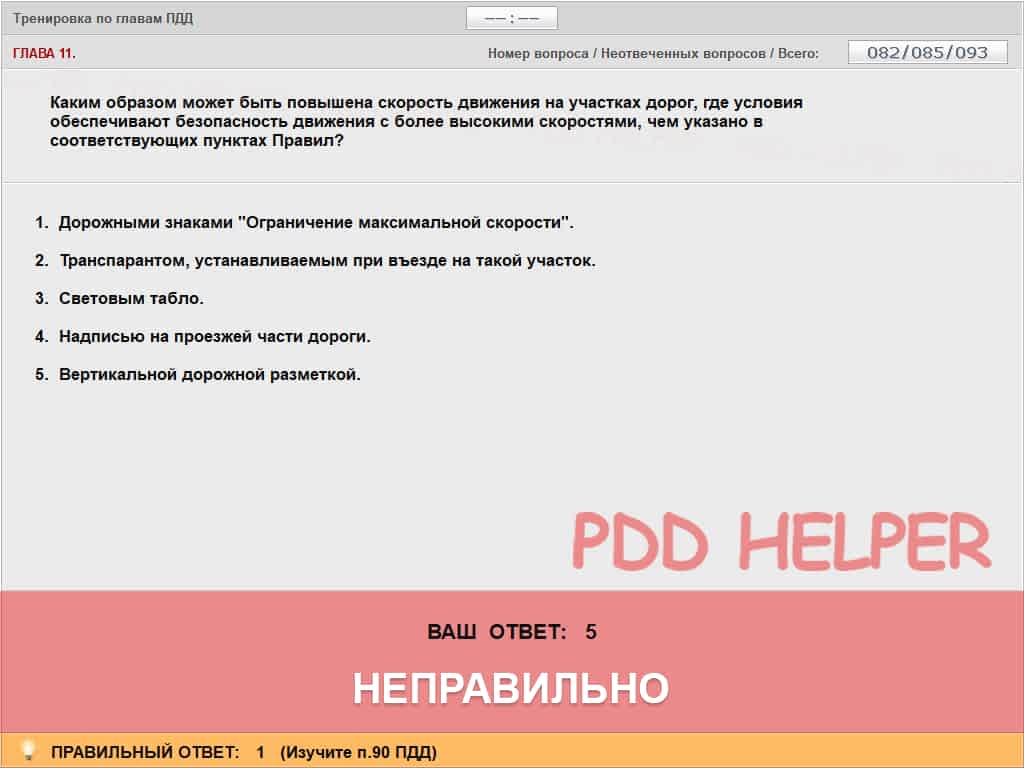 Тренировка по главам ПДД
—— : ——
ГЛАВА 11.
Номер вопроса / Неотвеченных вопросов / Всего:
082/085/093
Каким образом может быть повышена скорость движения на участках дорог, где условия
обеспечивают безопасность движения с более высокими скоростями, чем указано в
соответствующих пунктах Правил?
1. Дорожными знаками "Ограничение максимальной скорости".
2. Транспарантом, устанавливаемым при въезде на такой участок.
3. Световым табло.
4. Надписью на проезжей части дороги.
5. Вертикальной дорожной разметкой.
PDD HELPER
ВАШ ОТВЕТ: 5
НЕПРАВИЛЬНО
ПРАВИЛЬНЫЙ ОТВЕТ: 1 (Изучите п.90 ПДД)